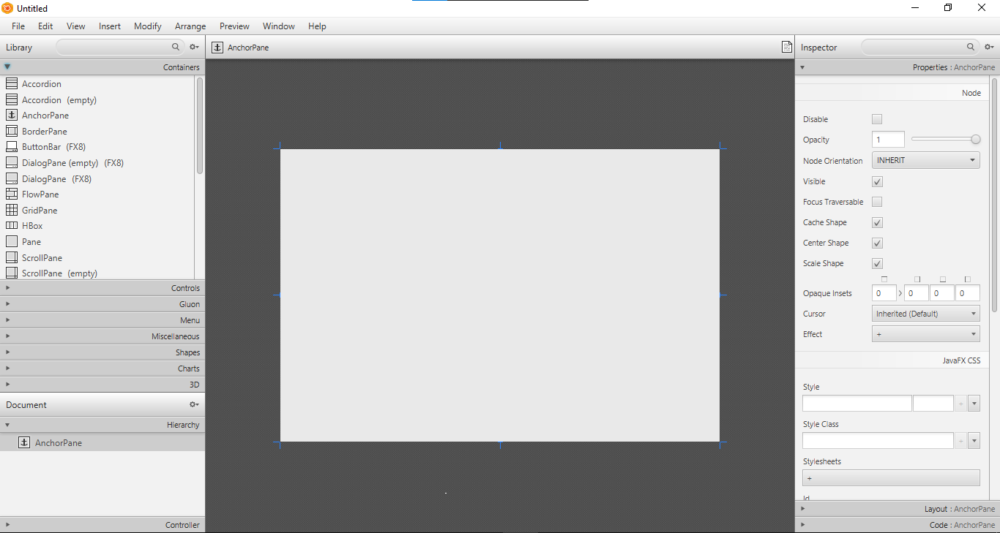 Untitled
File Edit View Insert Modify Arrange Preview Window Help
Library
Containers
Accordion
Accordion (empty)
AnchorPane
BorderPane
ButtonBar (FX8)
DialogPane (empty) (FX8)
DialogPane (FX8)
FlowPane
GridPane
HBox
Pane
ScrollPane
ScrollPane (empty)
Controls
Gluon
Menu
Miscellaneous
Shapes
Charts
3D
Document
Hierarchy
AnchorPane
Controller
AnchorPane
Inspector
Properties : AnchorPane
Node
Disable
Opacity 1
Node Orientation INHERIT
Visible
Focus Traversable
Cache Shape
Center Shape
Scale Shape
Opaque Insets 0 > 0 0 0
Cursor Inherited (Default)
Effect +
JavaFX CSS
Style
+
Style Class
+
Stylesheets
+
Id
Layout : AnchorPane
Code : AnchorPane